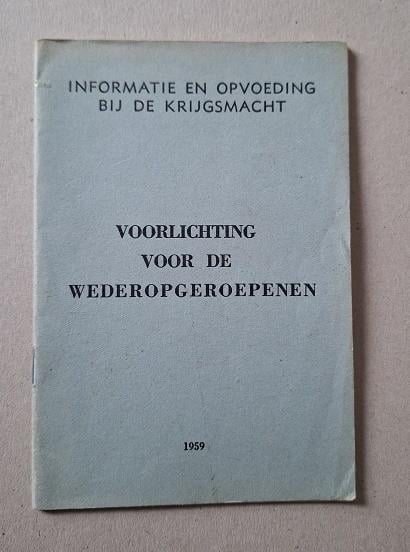 INFORMATIE EN OPVOEDING
BIJ DE KRIJGSMACHT
VOORLICHTING
VOOR DE
WEDEROPGEROEPENEN
1959